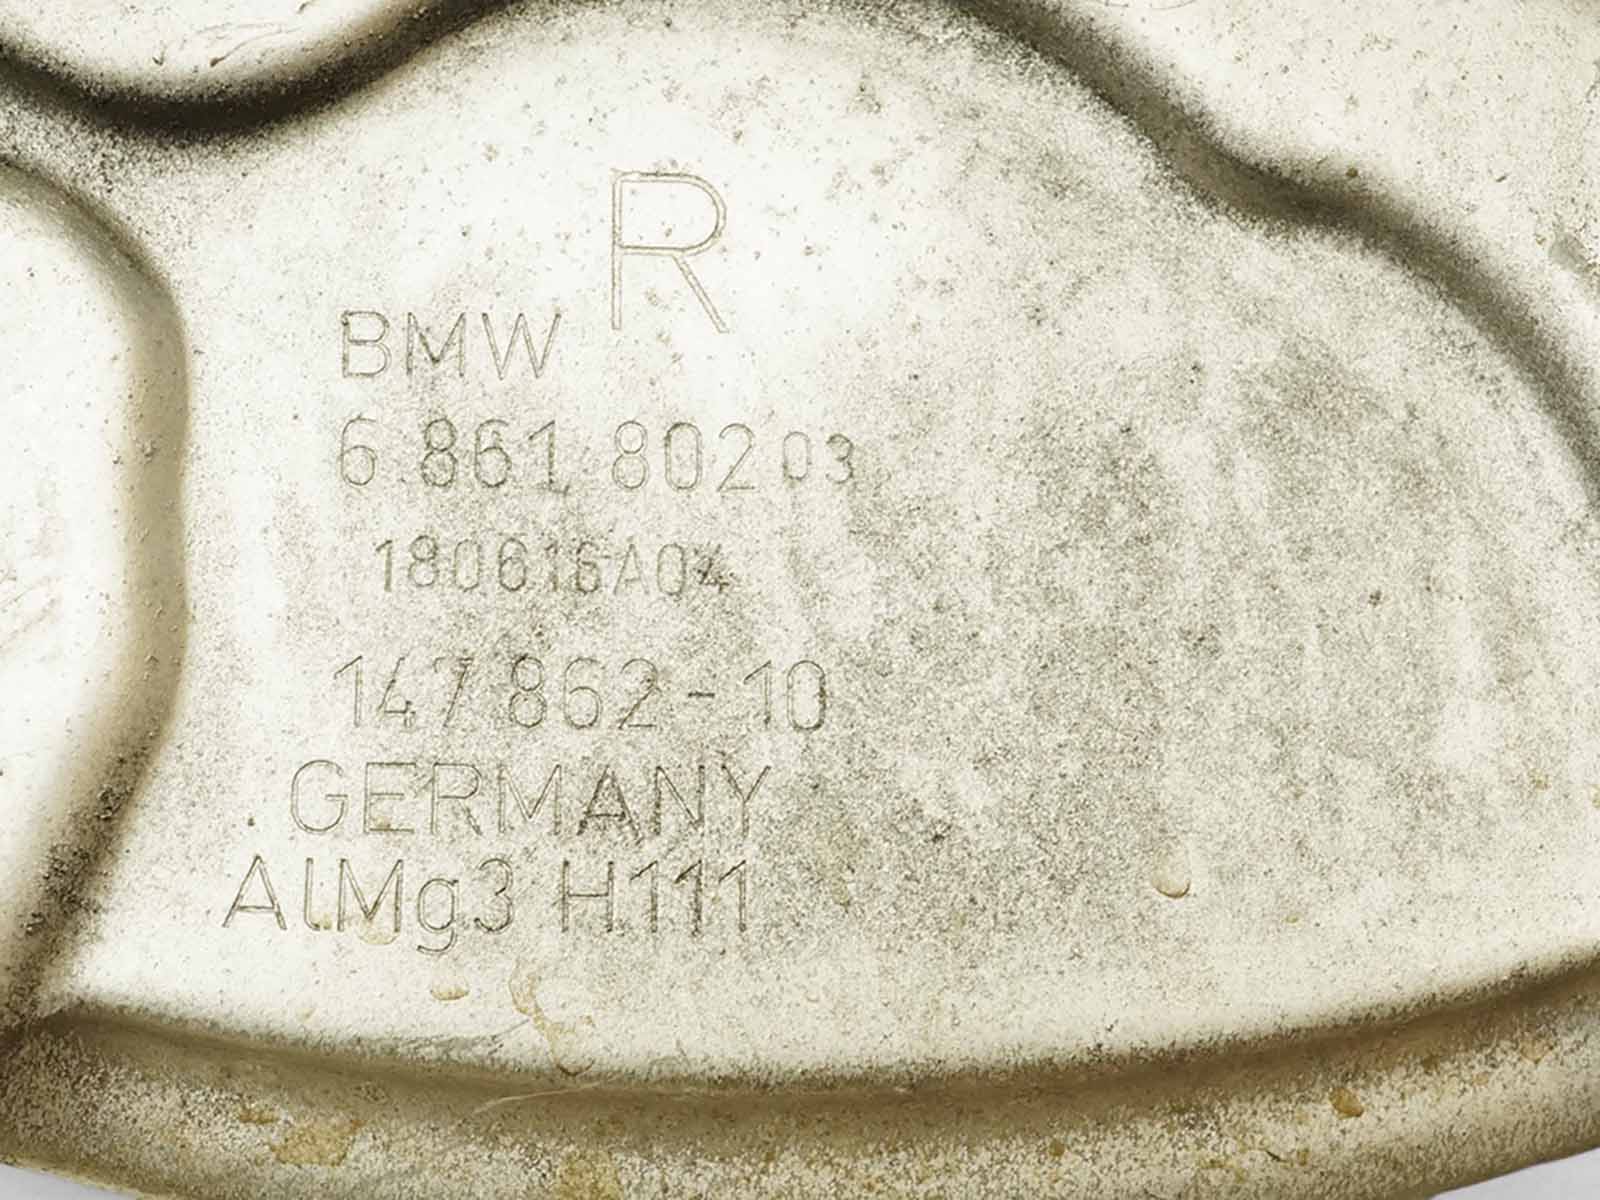 R
BMW
6 861 802 03
180616A04
147 862 - 10
GERMANY
AlMg3 H111